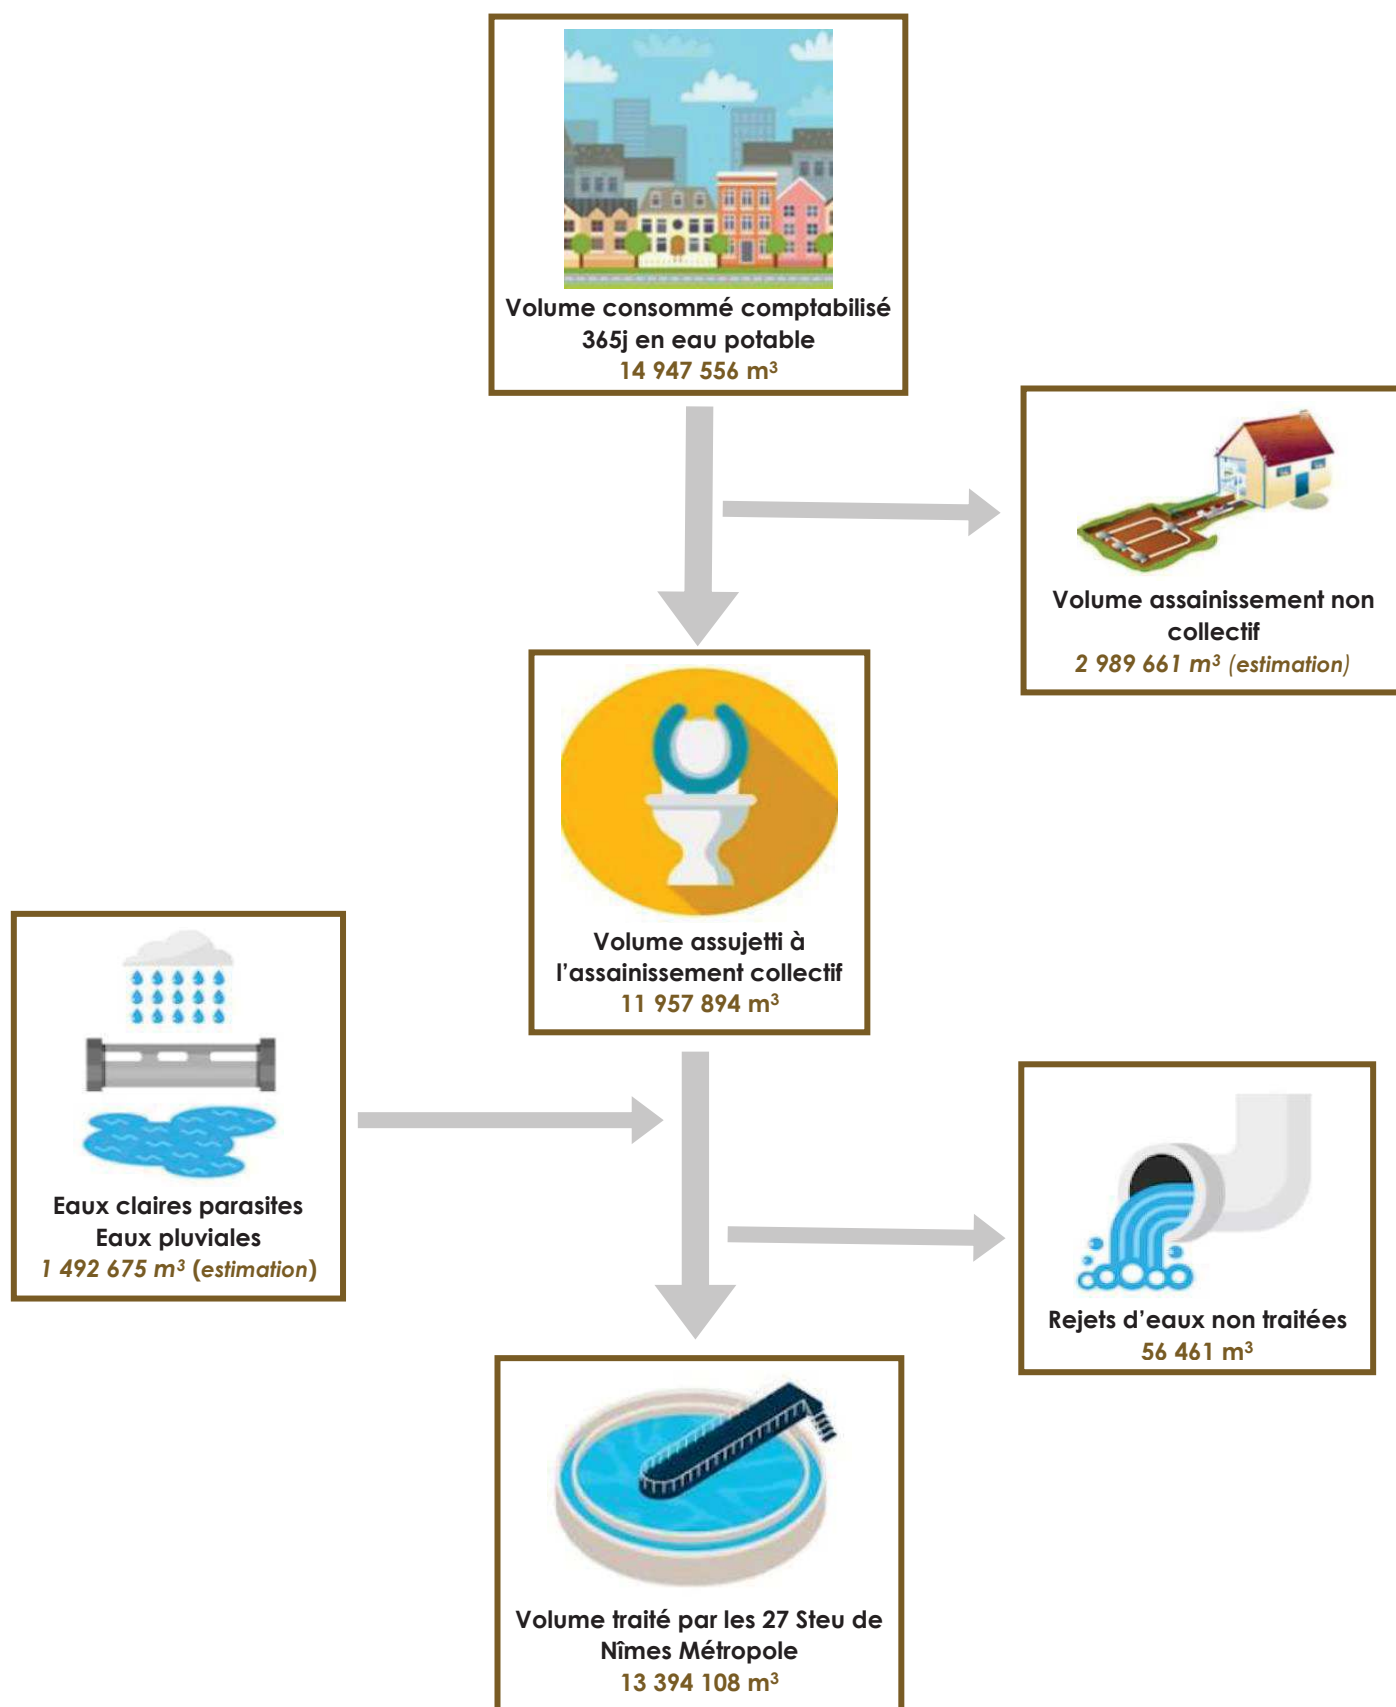 Volume consommé comptabilisé
365j en eau potable
14 947 556 m³
Volume assainissement non
collectif
2 989 661 m³ (estimation)
Volume assujetti à
l’assainissement collectif
11 957 894 m³
Eaux claires parasites
Eaux pluviales
1 492 675 m³ (estimation)
Rejets d’eaux non traitées
56 461 m³
Volume traité par les 27 Steu de
Nîmes Métropole
13 394 108 m³